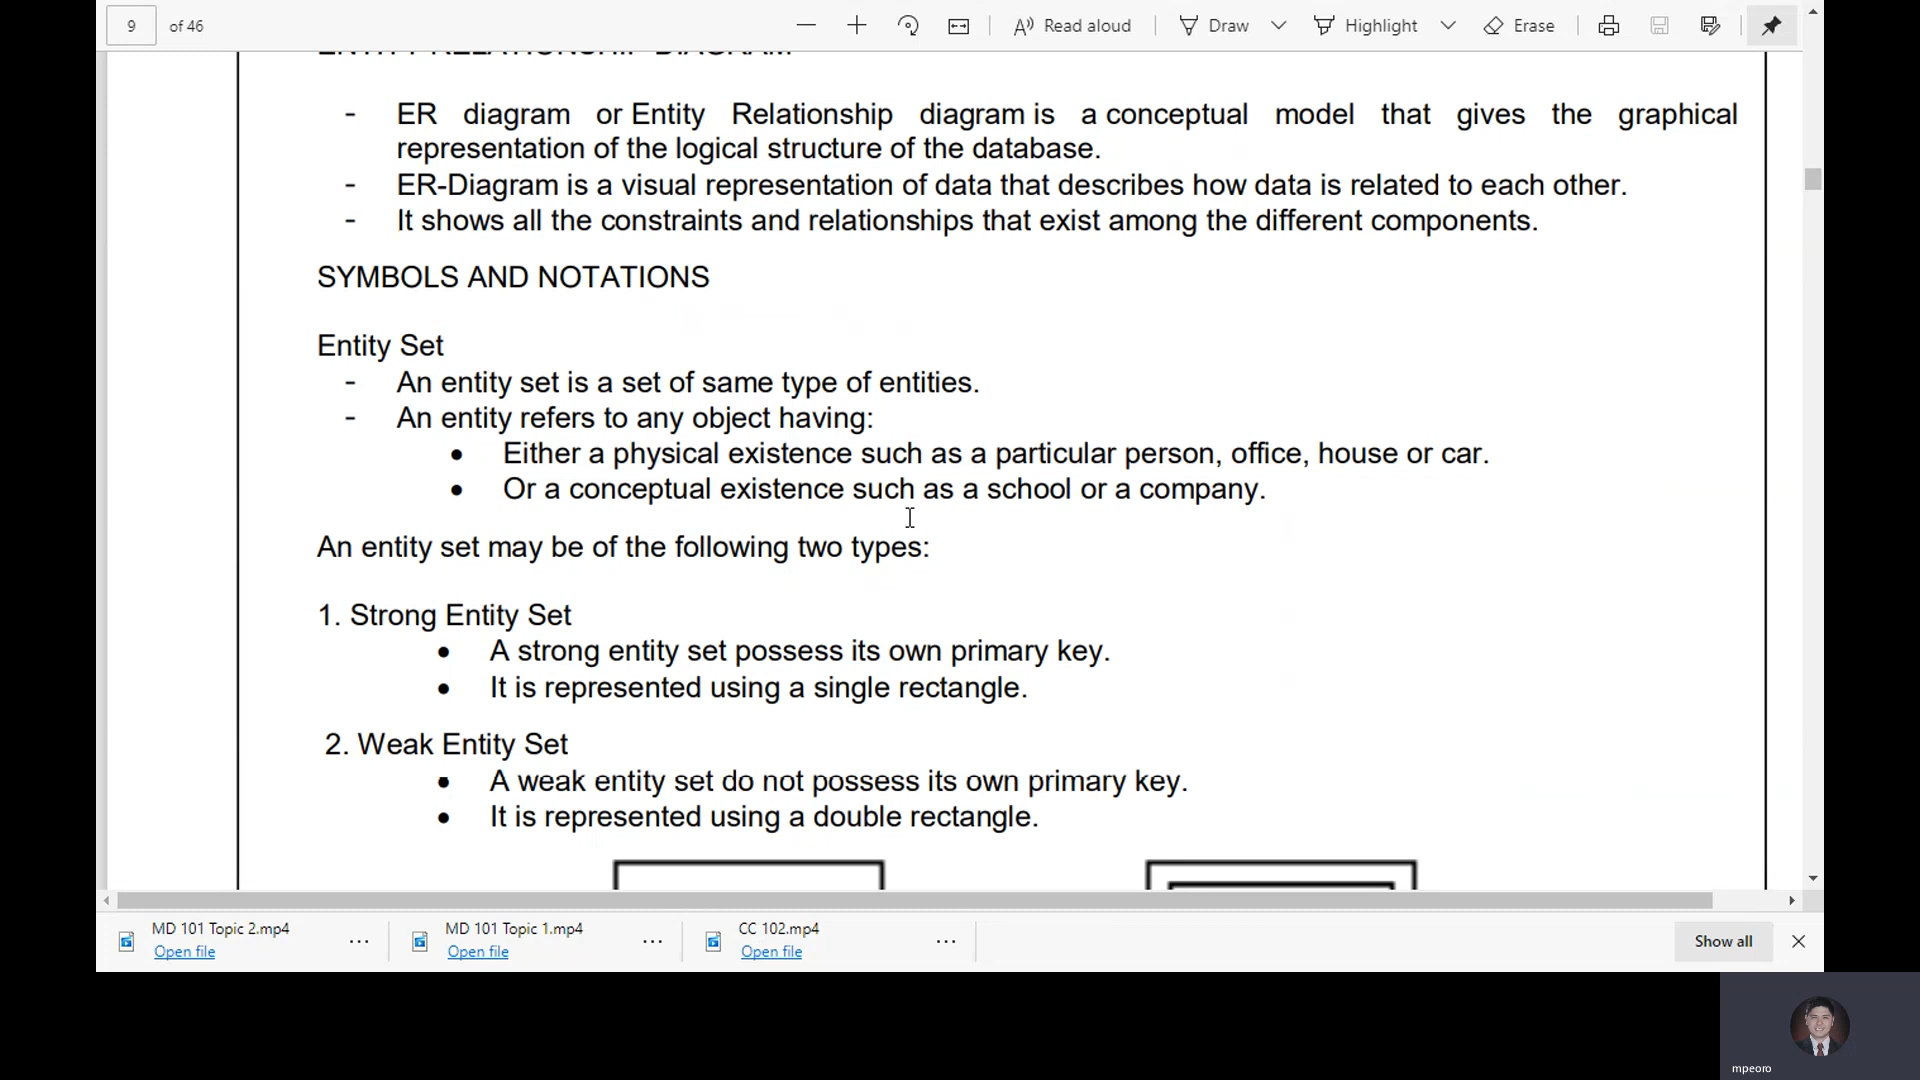 9 of 46 Read aloud Draw Highlight Erase
ENTITY RELATIONSHIP DIAGRAM
- ER diagram or Entity Relationship diagram is a conceptual model that gives the graphical
representation of the logical structure of the database.
- ER-Diagram is a visual representation of data that describes how data is related to each other.
- It shows all the constraints and relationships that exist among the different components.
SYMBOLS AND NOTATIONS
Entity Set
- An entity set is a set of same type of entities.
- An entity refers to any object having:
• Either a physical existence such as a particular person, office, house or car.
• Or a conceptual existence such as a school or a company.
An entity set may be of the following two types:
1. Strong Entity Set
• A strong entity set possess its own primary key.
• It is represented using a single rectangle.
2. Weak Entity Set
• A weak entity set do not possess its own primary key.
• It is represented using a double rectangle.
MD 101 Topic 2.mp4 MD 101 Topic 1.mp4 CC 102.mp4
Open file Open file Open file Show all
mpeoro